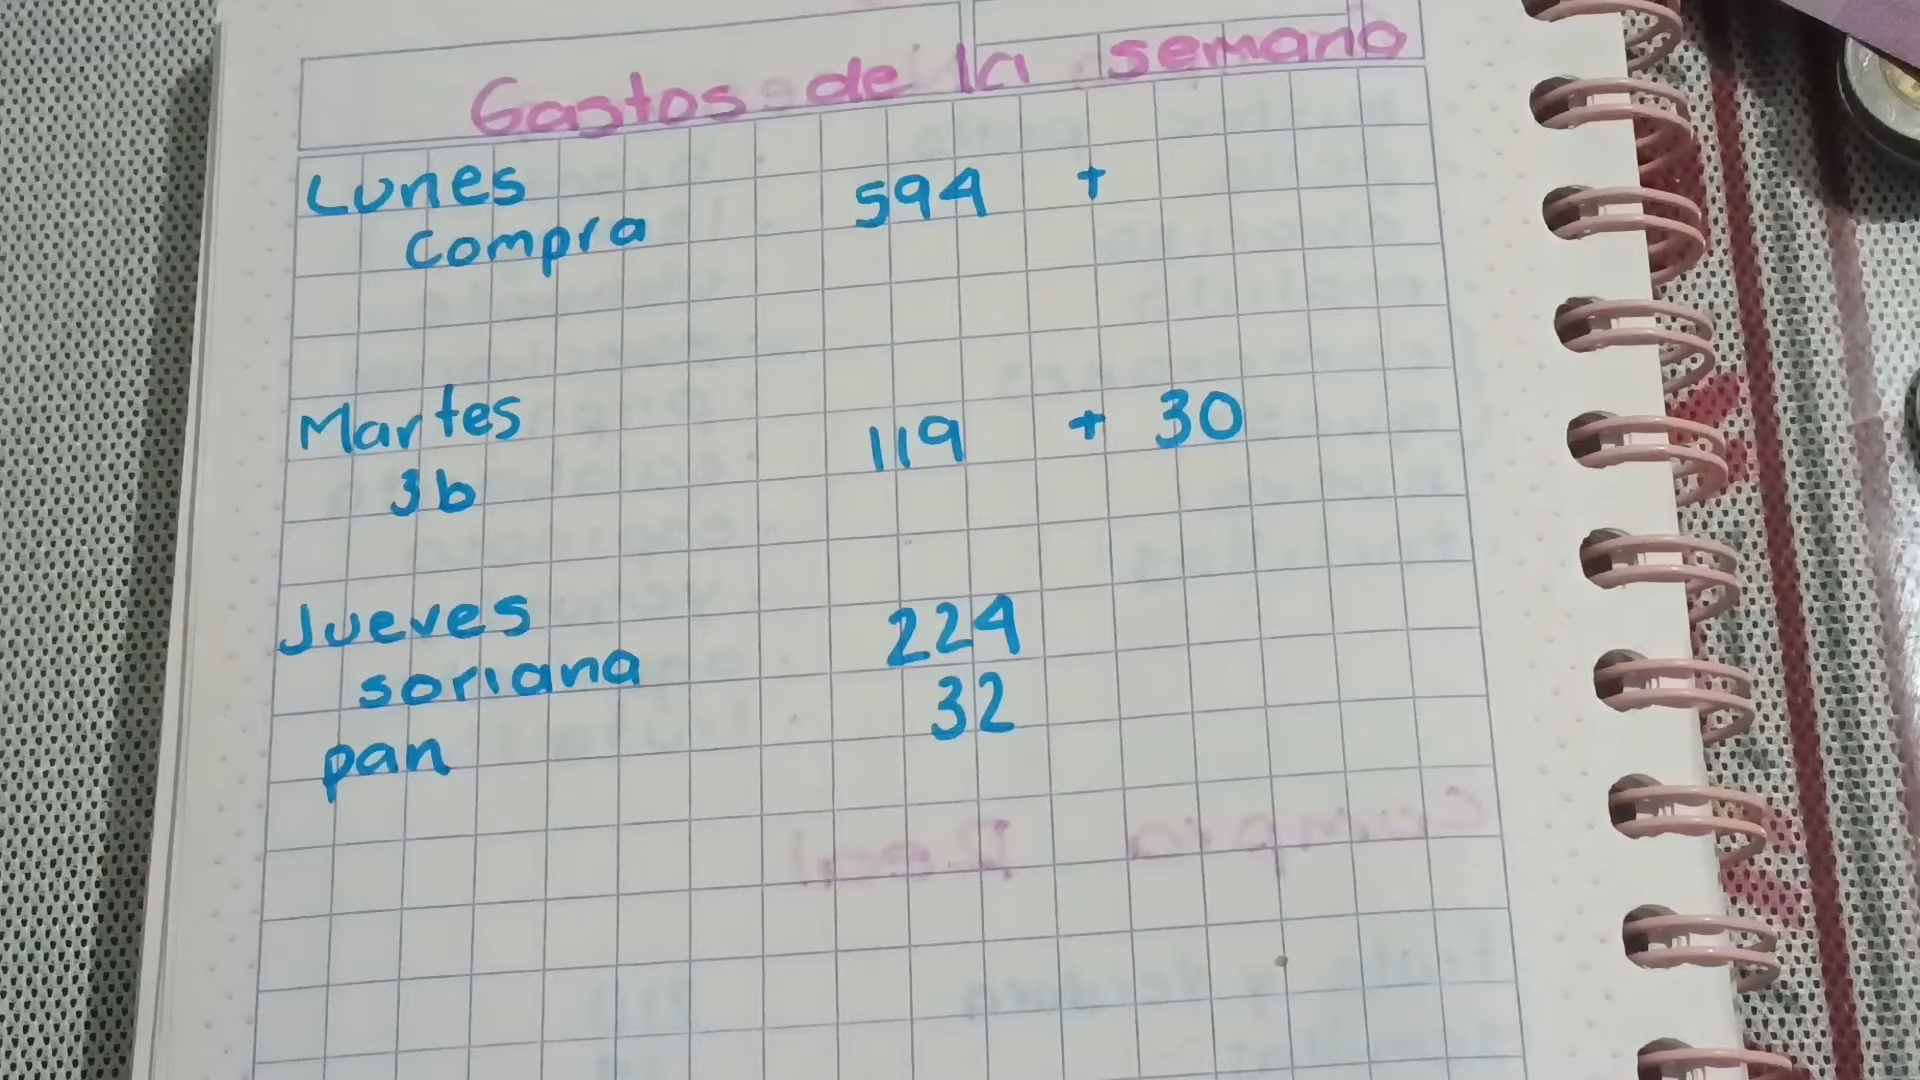 Gastos de la semana
Lunes 594 +
compra
Martes 119 + 30
3b
Jueves 224
soriana 32
pan